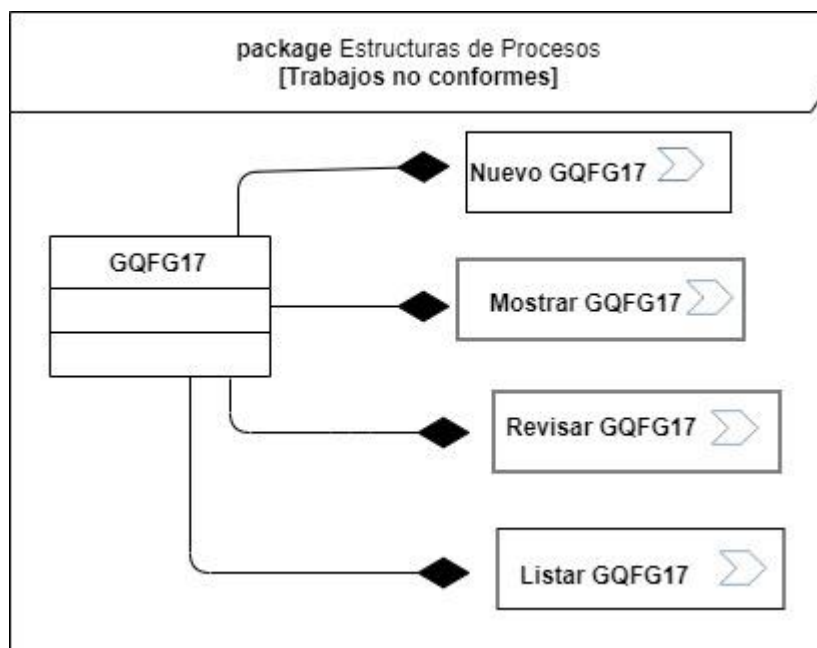 package Estructuras de Procesos
[Trabajos no conformes]
Nuevo GQFG17
GQFG17
Mostrar GQFG17
Revisar GQFG17
Listar GQFG17